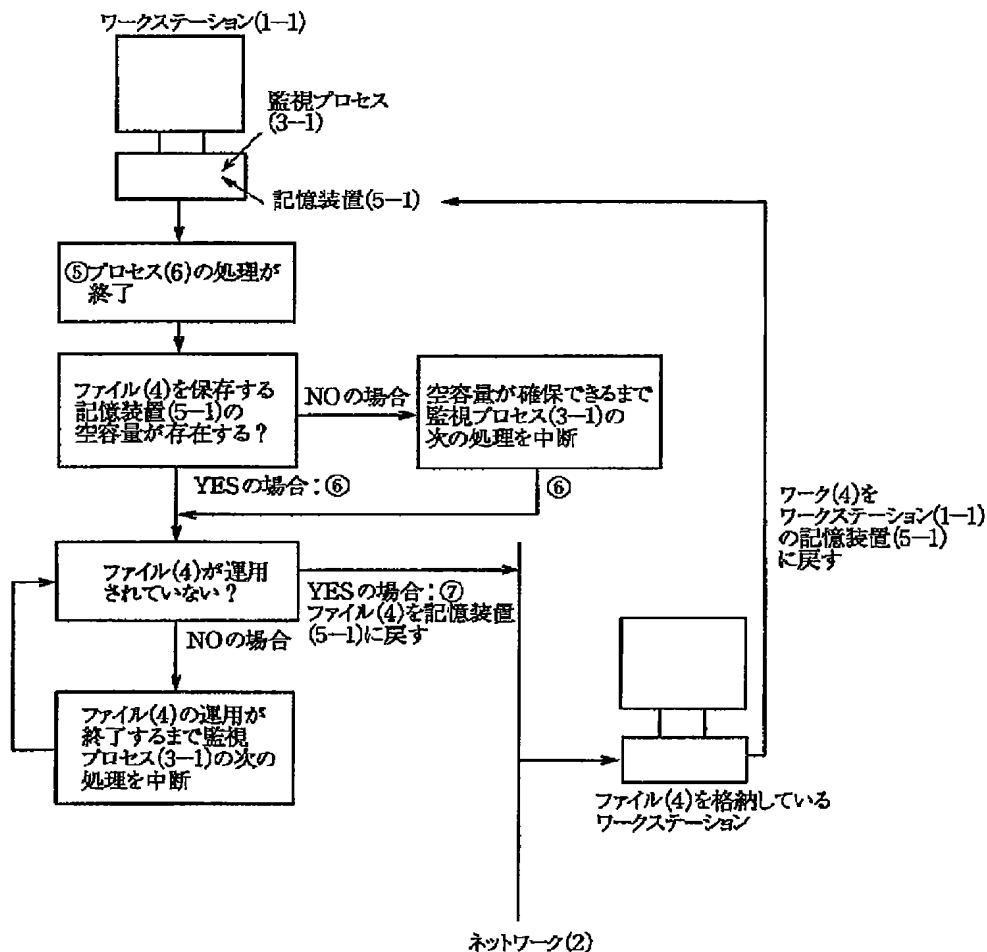 ワークステーション(1-1)
監視プロセス
(3-1)
記憶装置(5-1)
⑤プロセス(6)の処理が
終了
ファイル(4)を保存する
記憶装置(5-1)の
空容量が存在する？
NOの場合
空容量が確保できるまで
監視プロセス(3-1)の
次の処理を中断
YESの場合：⑥
⑥
ワーク(4)を
ワークステーション(1-1)
の記憶装置(5-1)
に戻す
ファイル(4)が運用
されていない？
YESの場合：⑦
ファイル(4)を記憶装置
(5-1)に戻す
NOの場合
ファイル(4)の運用が
終了するまで監視
プロセス(3-1)の次の
処理を中断
ファイル(4)を格納している
ワークステーション
ネットワーク(2)